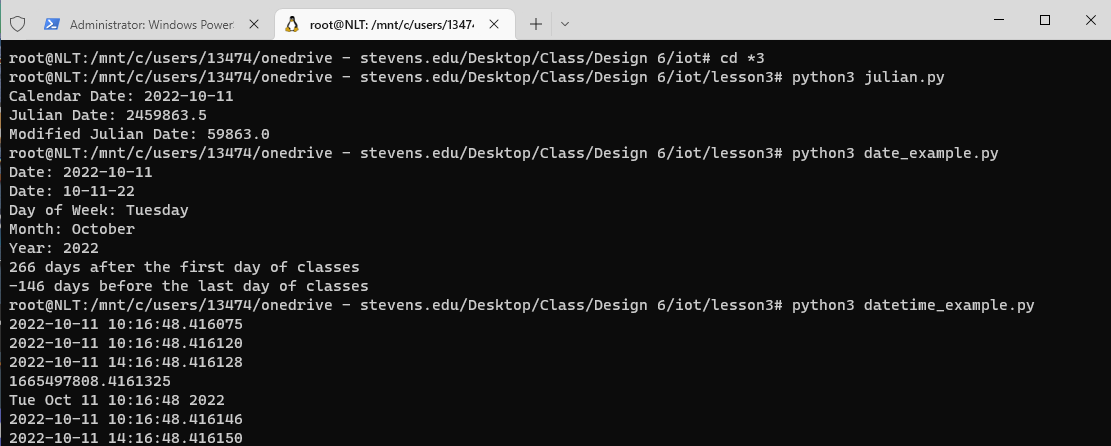 Administrator: Windows Power
root@NLT: /mnt/c/users/13474
root@NLT:/mnt/c/users/13474/onedrive - stevens.edu/Desktop/Class/Design 6/iot# cd *3
root@NLT:/mnt/c/users/13474/onedrive - stevens.edu/Desktop/Class/Design 6/iot/lesson3# python3 julian.py
Calendar Date: 2022-10-11
Julian Date: 2459863.5
Modified Julian Date: 59863.0
root@NLT:/mnt/c/users/13474/onedrive - stevens.edu/Desktop/Class/Design 6/iot/lesson3# python3 date_example.py
Date: 2022-10-11
Date: 10-11-22
Day of Week: Tuesday
Month: October
Year: 2022
266 days after the first day of classes
-146 days before the last day of classes
root@NLT:/mnt/c/users/13474/onedrive - stevens.edu/Desktop/Class/Design 6/iot/lesson3# python3 datetime_example.py
2022-10-11 10:16:48.416075
2022-10-11 10:16:48.416120
2022-10-11 14:16:48.416128
1665497808.4161325
Tue Oct 11 10:16:48 2022
2022-10-11 10:16:48.416146
2022-10-11 14:16:48.416150